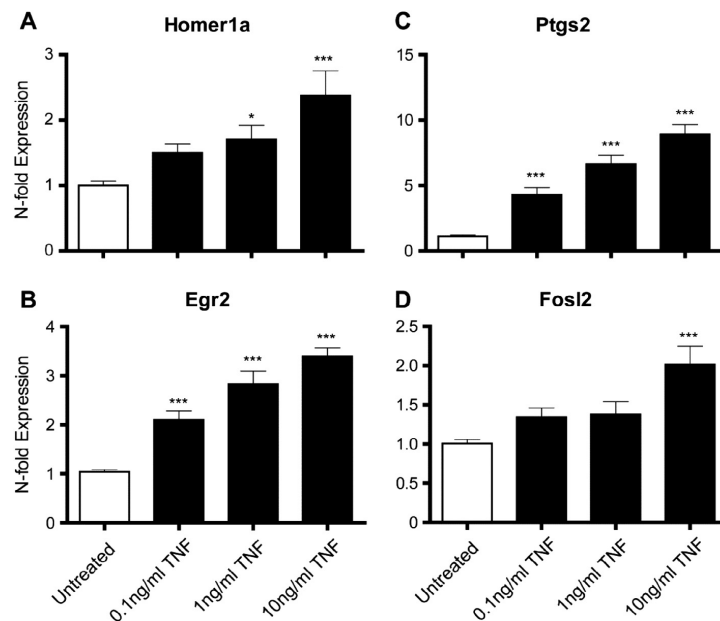 A
Homer1a
N-fold Expression
3
2
1
0
*
***
C
Ptgs2
15
10
5
0
***
***
***
B
Egr2
N-fold Expression
4
3
2
1
0
***
***
***
Untreated
0.1ng/ml TNF
1ng/ml TNF
10ng/ml TNF
D
Fosl2
2.5
2.0
1.5
1.0
0.5
0
***
Untreated
0.1ng/ml TNF
1ng/ml TNF
10ng/ml TNF